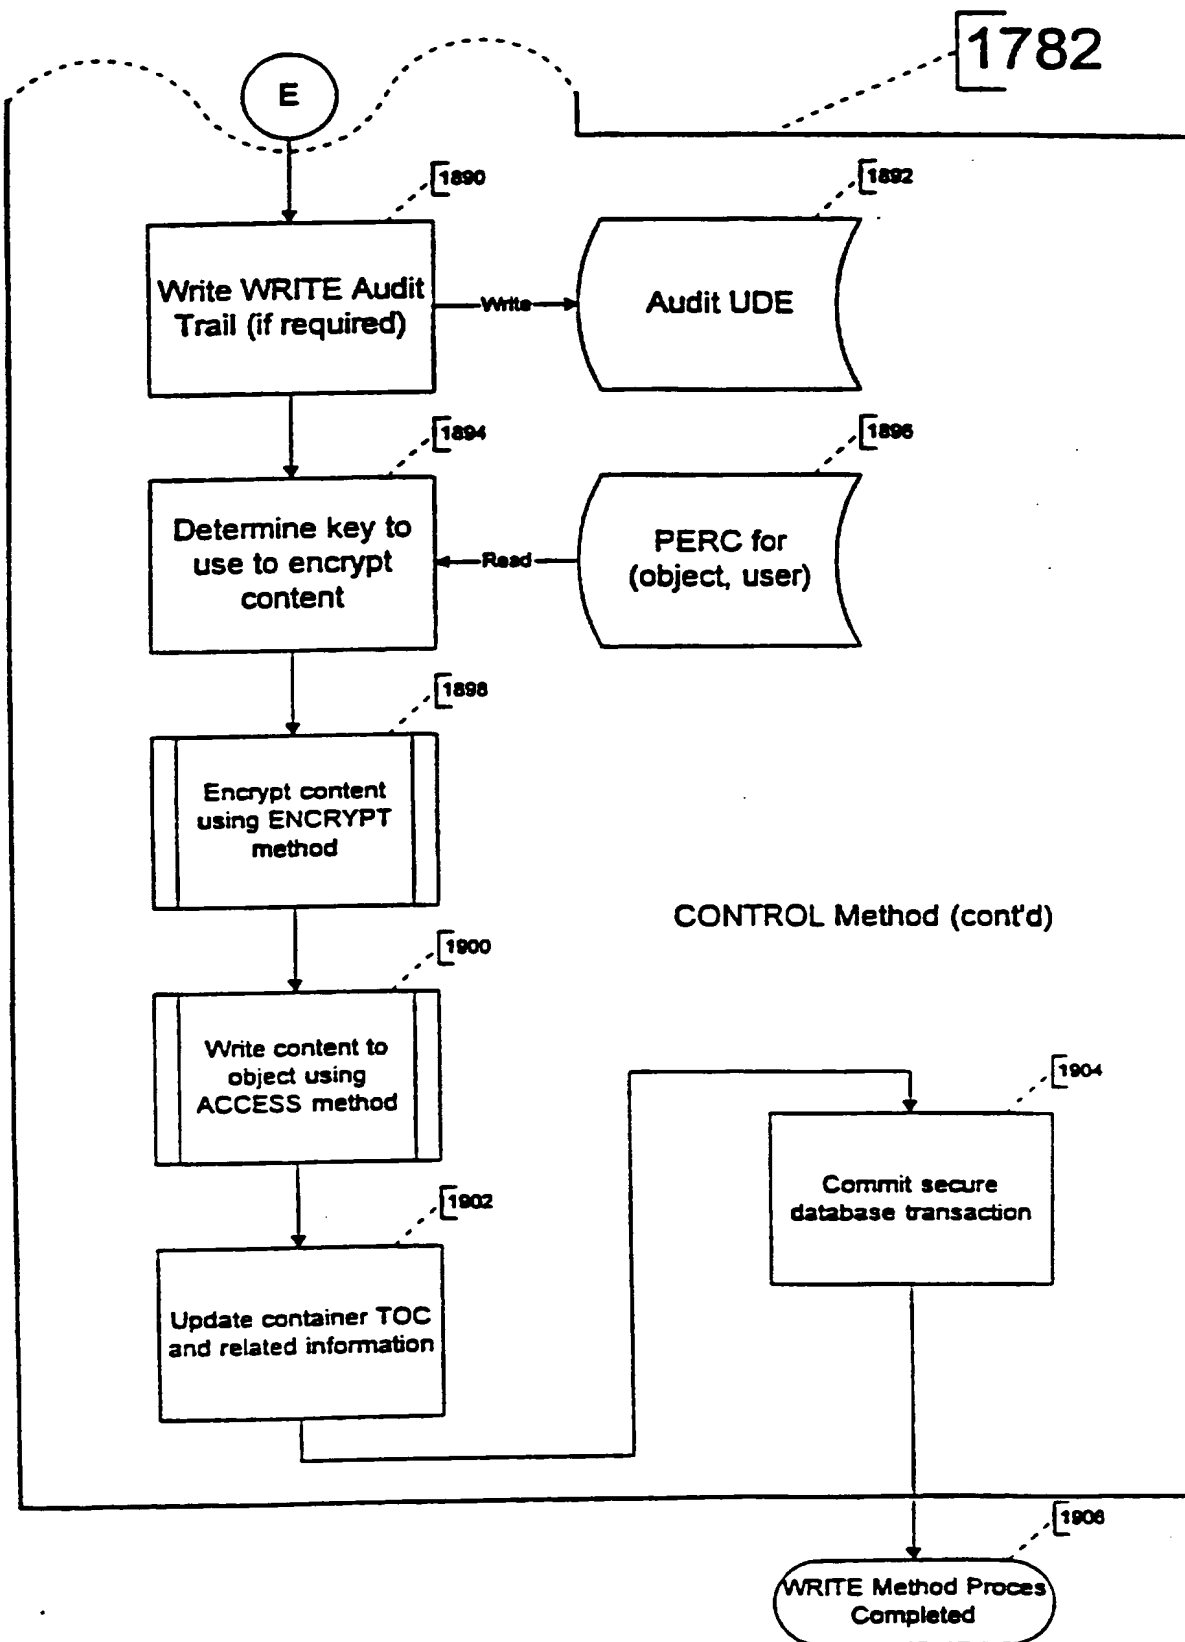 1782
E
1890
1892
Write WRITE Audit
Trail (if required)
Write
Audit UDE
1894
1896
Determine key to
use to encrypt
content
Read
PERC for
(object, user)
1898
Encrypt content
using ENCRYPT
method
CONTROL Method (cont'd)
1900
Write content to
object using
ACCESS method
1904
Commit secure
database transaction
1902
Update container TOC
and related information
1906
WRITE Method Proces
Completed